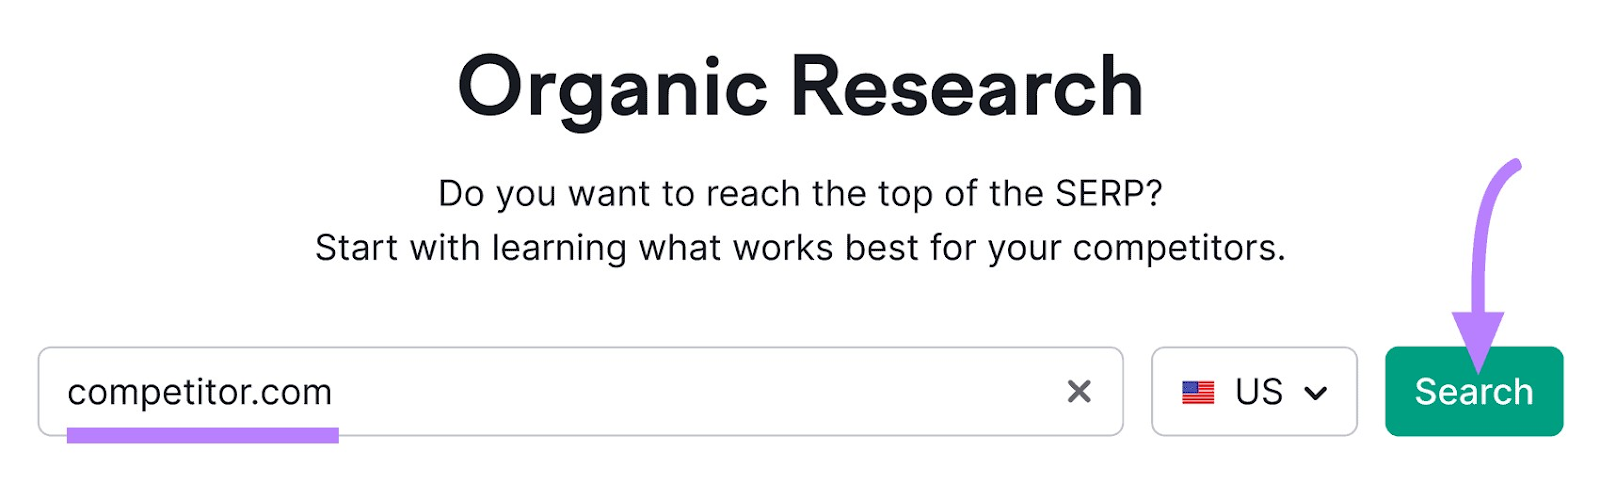 Organic Research
Do you want to reach the top of the SERP?
Start with learning what works best for your competitors.
competitor.com US Search